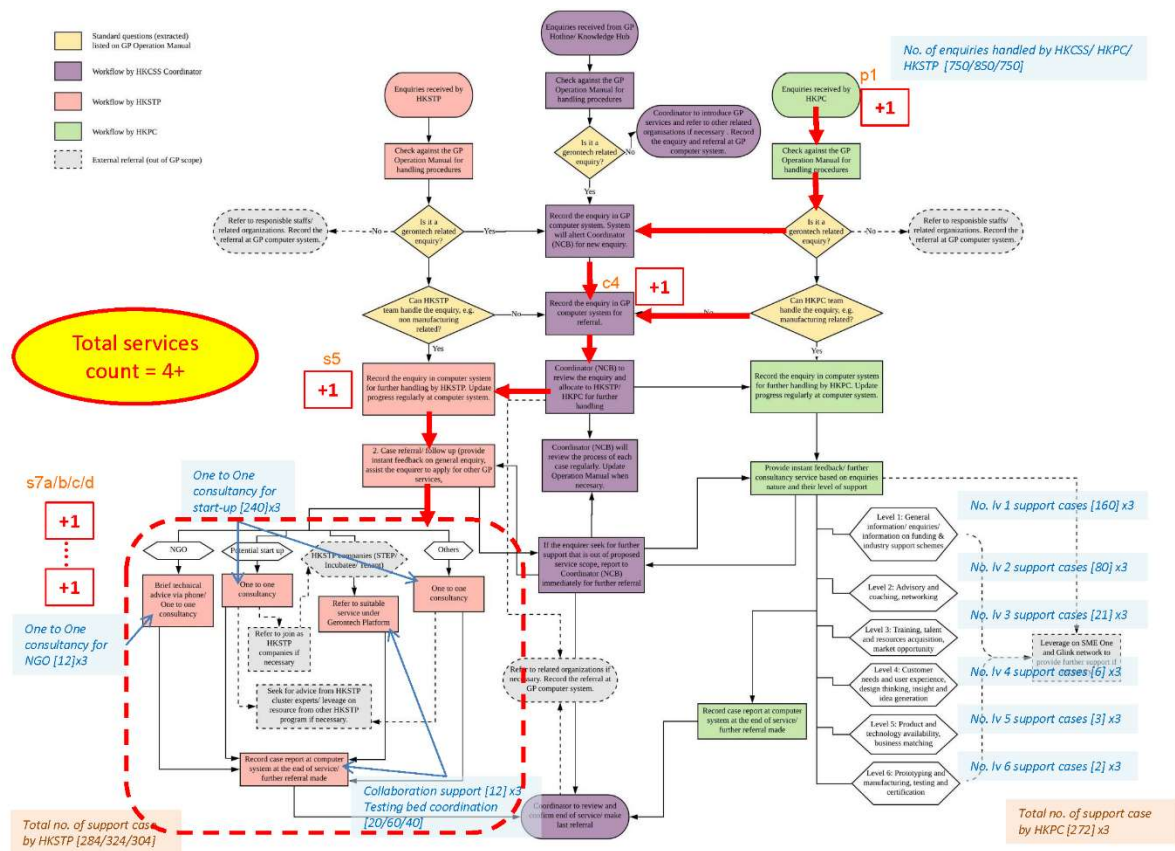 Standard questions (extracted)
listed on GP Operation Manual
Workflow by HKCSS Coordinator
Workflow by HKSTP
Workflow by HKPC
External referral (out of GP scope)
Enquiries received from GP
Hotline/ Knowledge Hub
No. of enquiries handled by HKCSS/ HKPC/
HKSTP [750/850/750]
Enquiries received by
HKSTP
Check against the GP
Operation Manual for
handling procedures
p1
Enquiries received by
HKPC
+1
Coordinator to introduce GP
services and refer to other related
organisations if necessary . Record
the enquiry and referral at GP
computer system.
Check against the GP
Operation Manual for
handling procedures
Is it a
gerontech related
enquiry?
No
Yes
Check against the GP
Operation Manual for
handling procedures
Refer to responsible staffs/
related organizations. Record the
referral at GP computer system.
No
Is it a
gerontech related
enquiry?
Yes
Record the enquiry in GP
computer system. System
will altert Coordinator
(NCB) for new enquiry.
Is it a
gerontech related
enquiry?
No
Refer to responsible staffs/
related organizations. Record the
referral at GP computer system.
c4
+1
Can HKSTP
team handle the enquiry, e.g.
non manufacturing
related?
No
Yes
Record the enquiry in GP
computer system for
referral.
Can HKPC team
handle the enquiry, e.g.
manufacturing related?
No
Yes
Total services
count = 4+
s5
+1
Record the enquiry in computer system
for further handling by HKSTP. Update
progress regularly at computer system.
Coordinator (NCB) to
review the enquiry and
allocate to HKSTP/
HKPC for further
handling
Record the enquiry in computer system
for further handling by HKPC. Update
progress regularly at computer system.
2. Case referral/ follow up (provide
instant feedback on general enquiry,
assist the enquirer to apply for other GP
services,
Coordinator (NCB) will
review the process of each
case regularly. Update
Operation Manual when
necesary.
Provide instant feedback/ further
consultancy service based on enquiries
nature and their level of support
One to One
consultancy for
start-up [240]x3
s7a/b/c/d
+1
+1
NGO
Potential start up
HKSTP companies (STEP/
Incubatee/ Tenant)
Others
Brief technical
advice via phone/
One to one
consultancy
One to one
consultancy
Refer to suitable
service under
Gerontech Platform
One to one
consultancy
One to One
consultancy for
NGO [12]x3
Refer to join as
HKSTP
companies if
necessary
Seek for advice from HKSTP
cluster experts/ leverage on
resource from other HKSTP
program if necessary.
Record case report at computer
system at the end of service/
further referral made
If the enquirer seek for further
support that is out of proposed
service scope, report to
Coordinator (NCB)
immediately for further referral
Refer to related organizations if
necessary. Record the referral at
GP computer system.
Level 1: General
information/ enquiries/
information on funding &
industry support schemes
Level 2: Advisory and
coaching, networking
Level 3: Training, talent
and resources acquisition,
market opportunity
Level 4: Customer
needs and user experience,
design thinking, insight and
idea generation
Level 5: Product and
technology availability,
business matching
Level 6: Prototyping and
manufacturing, testing and
certification
No. lv 1 support cases [160] x3
No. lv 2 support cases [80] x3
No. lv 3 support cases [21] x3
Leverage on SME One
and Glink network to
provide further support if
No. lv 4 support cases [6] x3
No. lv 5 support cases [3] x3
No. lv 6 support cases [2] x3
Record case report at computer
system at the end of service/
further referral made
Collaboration support [12] x3
Testing bed coordination
[20/60/40]
Coordinator to review and
confirm end of service/ make
last referral
Total no. of support case
by HKSTP [284/324/304]
Total no. of support case
by HKPC [272] x3